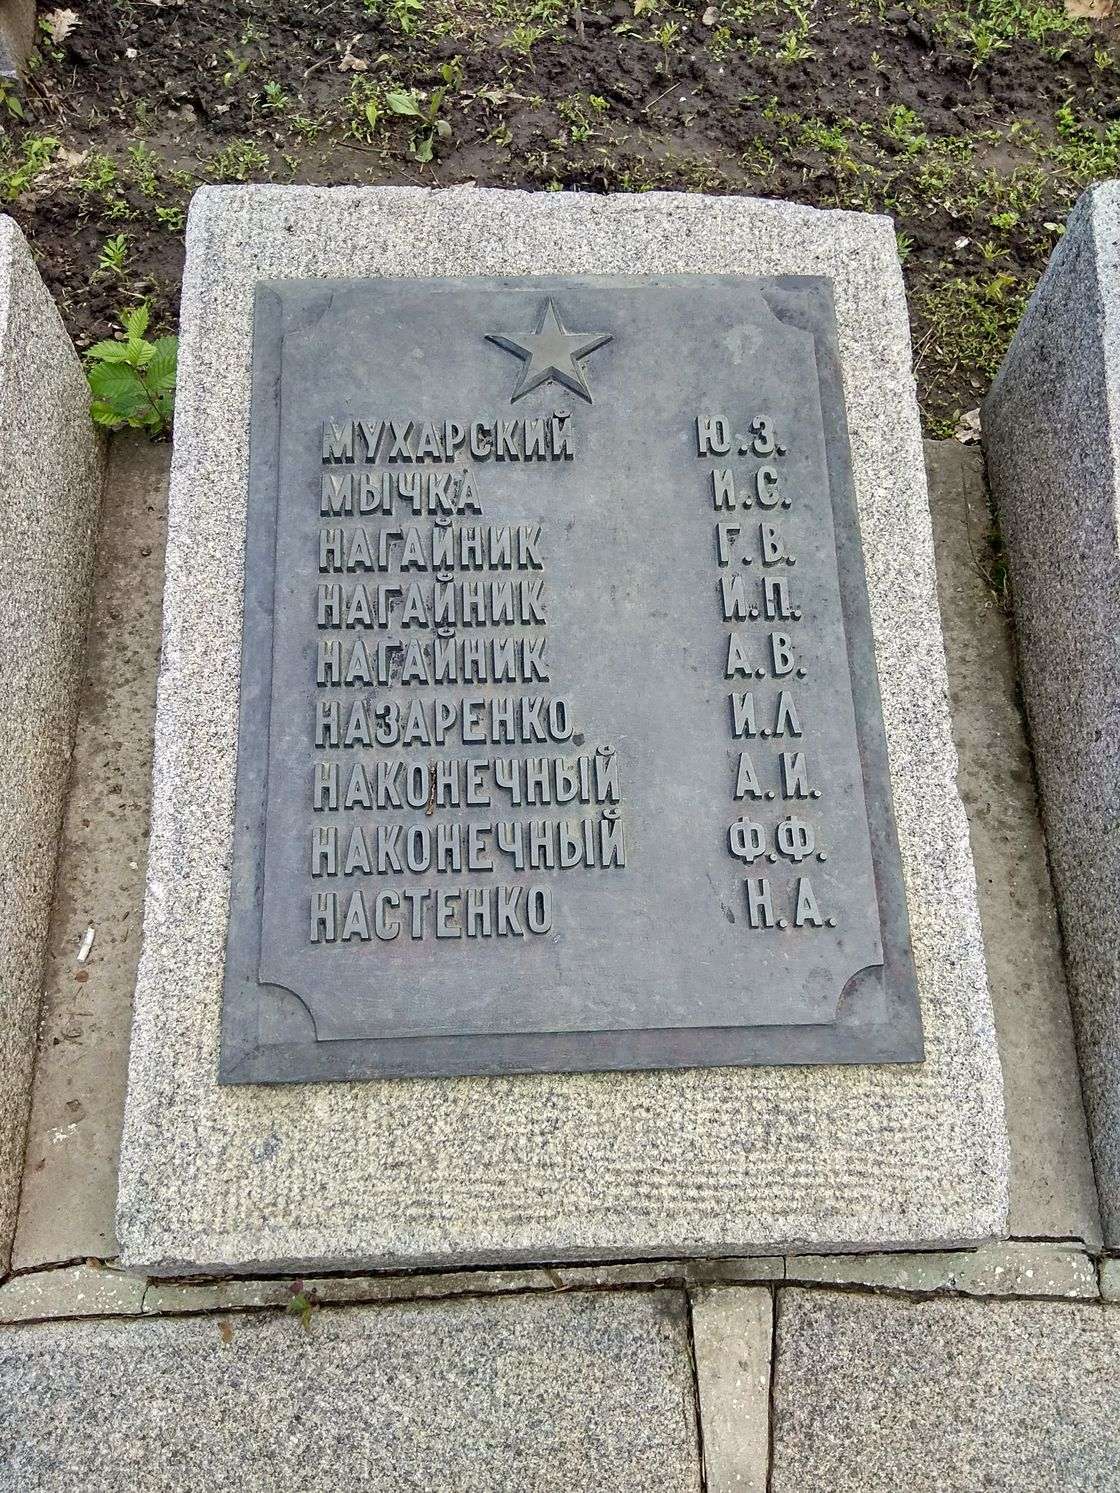 МУХАРСКИЙ Ю.З.
МЫЧКА И.С.
НАГАЙНИК Г.В.
НАГАЙНИК И.П.
НАГАЙНИК А.В.
НАЗАРЕНКО И.Л
НАКОНЕЧНЫЙ А.И.
НАКОНЕЧНЫЙ Ф.Ф.
НАСТЕНКО Н.А.